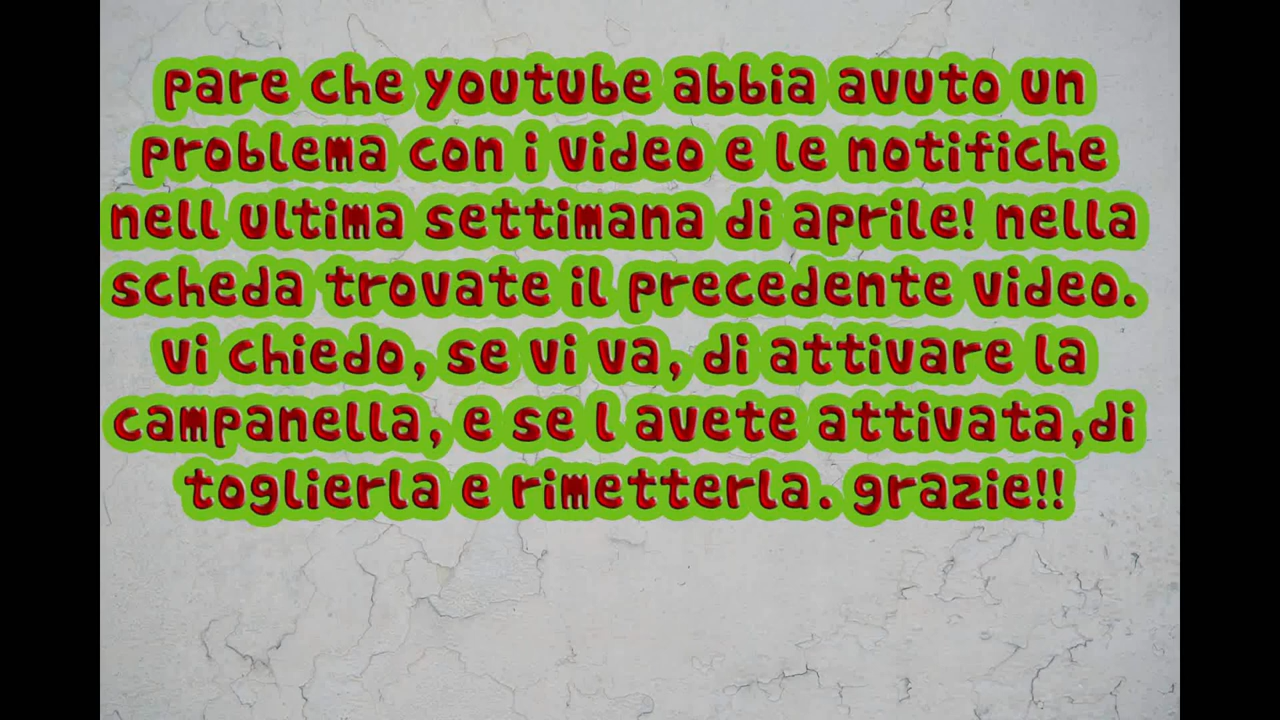 pare che youtube abbia avuto un
problema con i video e le notifiche
nell ultima settimana di aprile! nella
scheda trovate il precedente video.
vi chiedo, se vi va, di attivare la
campanella, e se l avete attivata,di
toglierla e rimetterla. grazie!!